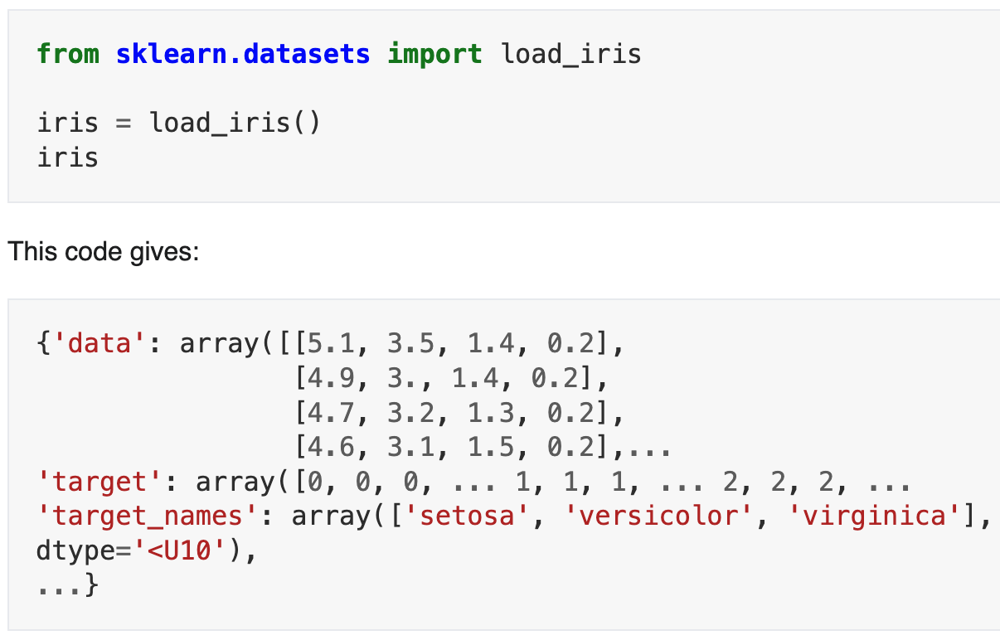 from sklearn.datasets import load_iris
iris = load_iris()
iris
This code gives:
{'data': array([[5.1, 3.5, 1.4, 0.2],
[4.9, 3., 1.4, 0.2],
[4.7, 3.2, 1.3, 0.2],
[4.6, 3.1, 1.5, 0.2],...
'target': array([0, 0, 0, ... 1, 1, 1, ... 2, 2, 2, ...
'target_names': array(['setosa', 'versicolor', 'virginica'],
dtype='<U10'),
...}